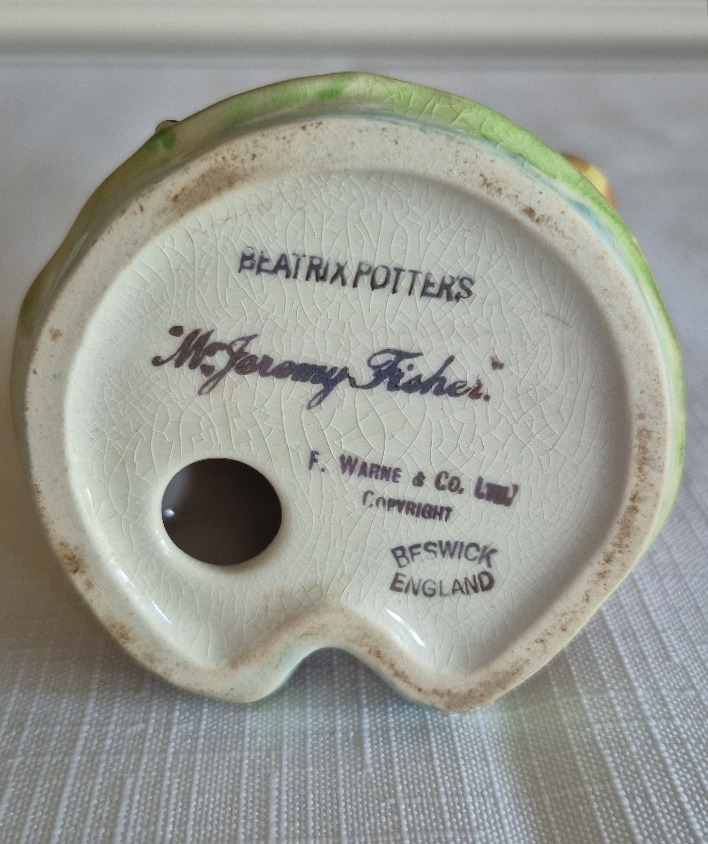 BEATRIX POTTER'S
"Mr. Jeremy Fisher."
F. WARNE & Co. LTD.
COPYRIGHT
BESWICK
ENGLAND